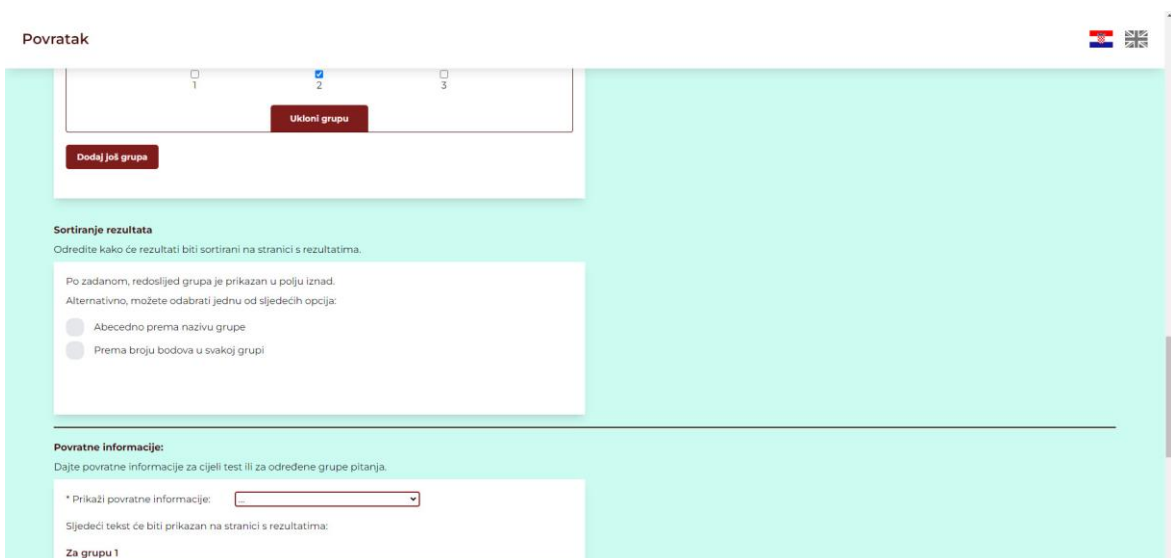 Povratak
1 2 3
Ukloni grupu
Dodaj još grupa
Sortiranje rezultata
Odredite kako će rezultati biti sortirani na stranici s rezultatima.
Po zadanom, redoslijed grupa je prikazan u polju iznad.
Alternativno, možete odabrati jednu od sljedećih opcija:
Abecedno prema nazivu grupe
Prema broju bodova u svakoj grupi
Povratne informacije:
Dajte povratne informacije za cijeli test ili za određene grupe pitanja.
* Prikaži povratne informacije: ...
Sljedeći tekst će biti prikazan na stranici s rezultatima:
Za grupu 1